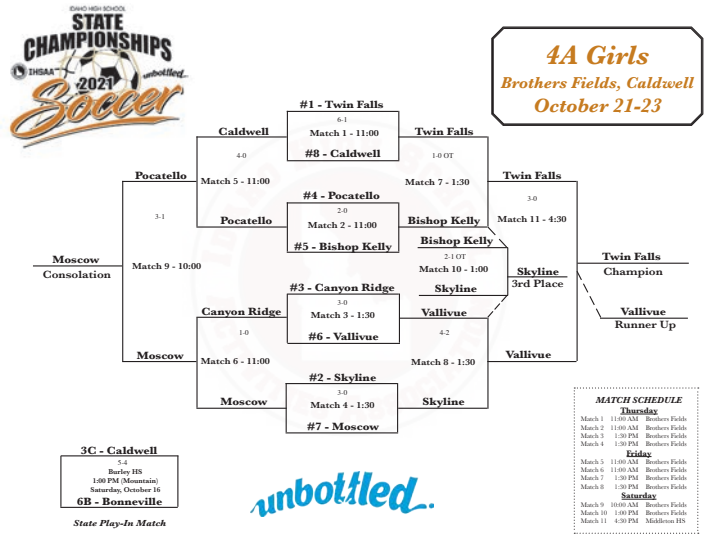 IDAHO HIGH SCHOOL
STATE
CHAMPIONSHIPS
IHSAA
unbottled.
2021
Soccer
4A Girls
Brothers Fields, Caldwell
October 21-23
#1 - Twin Falls
6-1
Match 1 - 11:00
#8 - Caldwell
Caldwell
4-0
Match 5 - 11:00
Pocatello
#4 - Pocatello
2-0
Match 2 - 11:00
#5 - Bishop Kelly
Twin Falls
1-0 OT
Match 7 - 1:30
Bishop Kelly
Pocatello
3-1
Match 9 - 10:00
Moscow
Moscow
Consolation
Canyon Ridge
1-0
Match 6 - 11:00
Moscow
#3 - Canyon Ridge
3-0
Match 3 - 1:30
#6 - Vallivue
#2 - Skyline
3-0
Match 4 - 1:30
#7 - Moscow
Vallivue
4-2
Match 8 - 1:30
Skyline
Bishop Kelly
2-1 OT
Match 10 - 1:00
Skyline
Skyline
3rd Place
Twin Falls
3-0
Match 11 - 4:30
Vallivue
Twin Falls
Champion
Vallivue
Runner Up
3C - Caldwell
5-4
Burley HS
1:00 PM (Mountain)
Saturday, October 16
6B - Bonneville
State Play-In Match
unbottled.
MATCH SCHEDULE
Thursday
Match 1 11:00 AM Brothers Fields
Match 2 11:00 AM Brothers Fields
Match 3 1:30 PM Brothers Fields
Match 4 1:30 PM Brothers Fields
Friday
Match 5 11:00 AM Brothers Fields
Match 6 11:00 AM Brothers Fields
Match 7 1:30 PM Brothers Fields
Match 8 1:30 PM Brothers Fields
Saturday
Match 9 10:00 AM Brothers Fields
Match 10 1:00 PM Brothers Fields
Match 11 4:30 PM Middleton HS